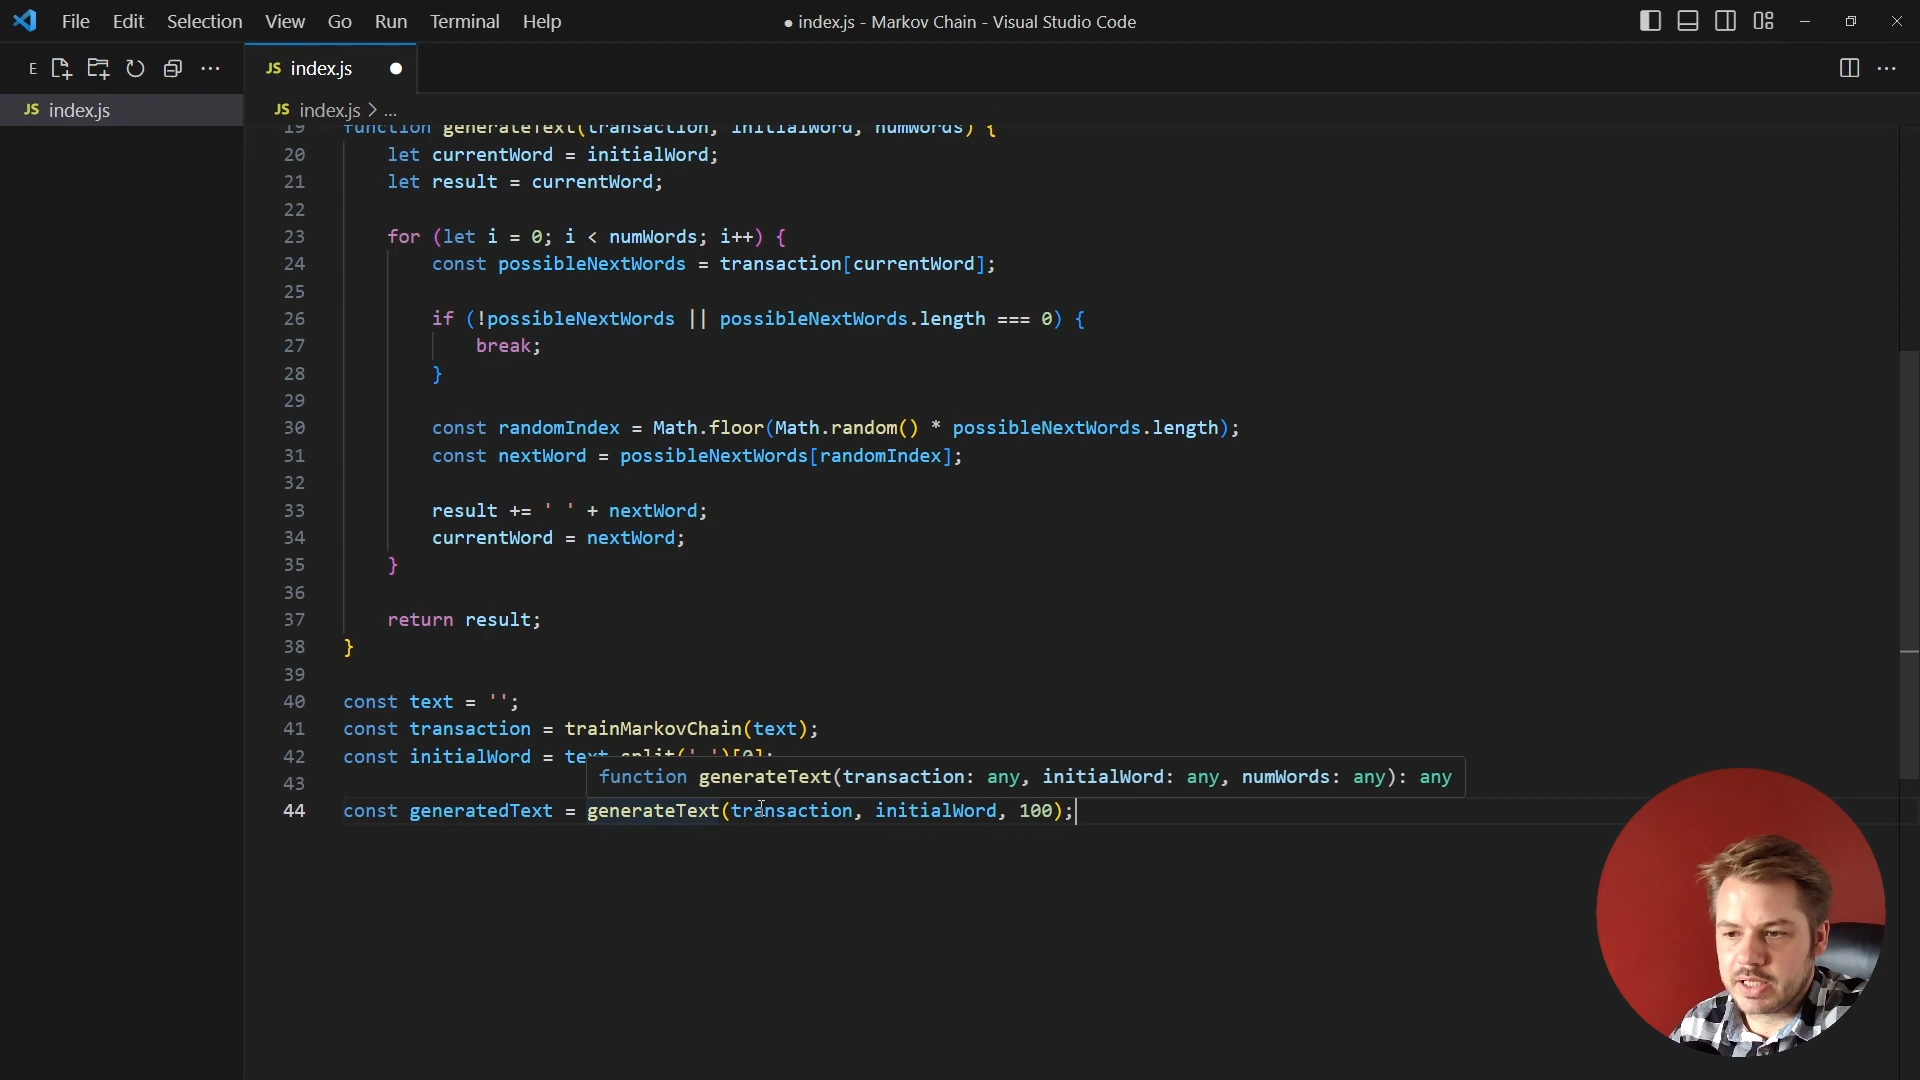 File Edit Selection View Go Run Terminal Help
● index.js - Markov Chain - Visual Studio Code
E
JS index.js
JS index.js
JS index.js > ...
19 function generateText(transaction, initialWord, numWords) {
20 let currentWord = initialWord;
21 let result = currentWord;
22
23 for (let i = 0; i < numWords; i++) {
24 const possibleNextWords = transaction[currentWord];
25
26 if (!possibleNextWords || possibleNextWords.length === 0) {
27 break;
28 }
29
30 const randomIndex = Math.floor(Math.random() * possibleNextWords.length);
31 const nextWord = possibleNextWords[randomIndex];
32
33 result += ' ' + nextWord;
34 currentWord = nextWord;
35 }
36
37 return result;
38 }
39
40 const text = '';
41 const transaction = trainMarkovChain(text);
42 const initialWord = text.split(' ')[0];
function generateText(transaction: any, initialWord: any, numWords: any): any
43
44 const generatedText = generateText(transaction, initialWord, 100);